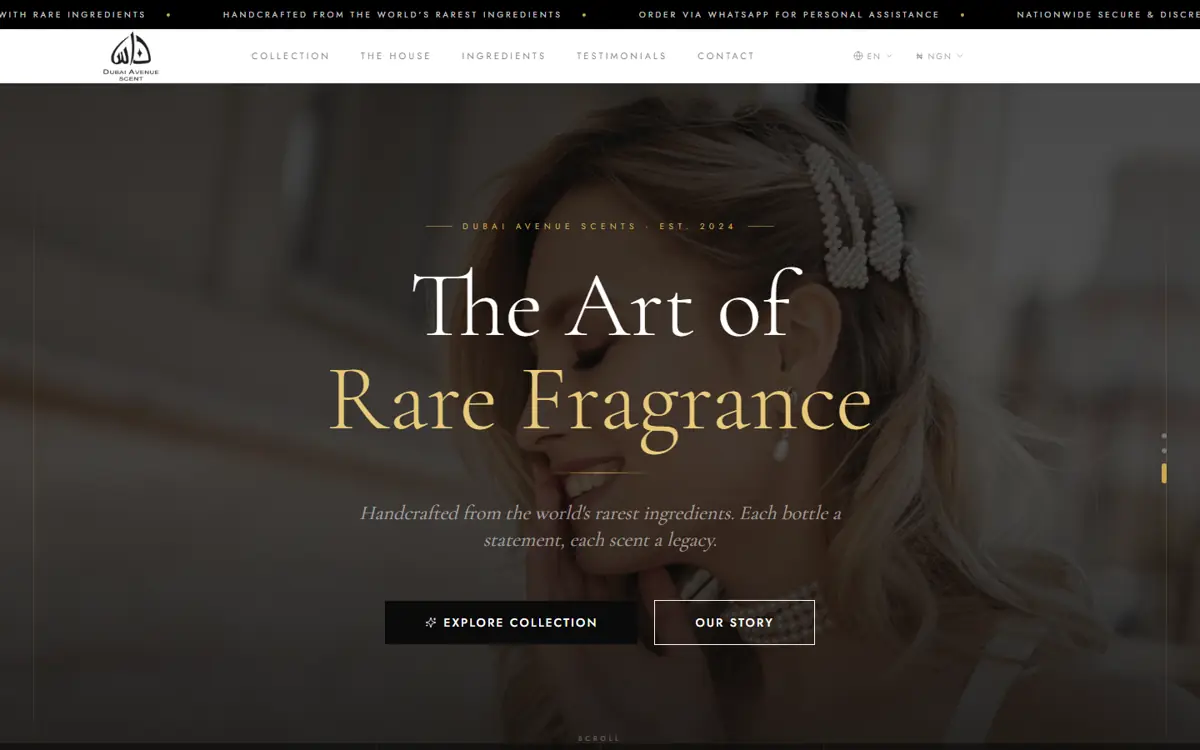 WITH RARE INGREDIENTS • HANDCRAFTED FROM THE WORLD'S RAREST INGREDIENTS • ORDER VIA WHATSAPP FOR PERSONAL ASSISTANCE • NATIONWIDE SECURE & DISCRE
DUBAI AVENUE
SCENT
COLLECTION THE HOUSE INGREDIENTS TESTIMONIALS CONTACT EN ₦ NGN
DUBAI AVENUE SCENTS · EST. 2024
The Art of
Rare Fragrance
Handcrafted from the world's rarest ingredients. Each bottle a
statement, each scent a legacy.
EXPLORE COLLECTION OUR STORY
SCROLL